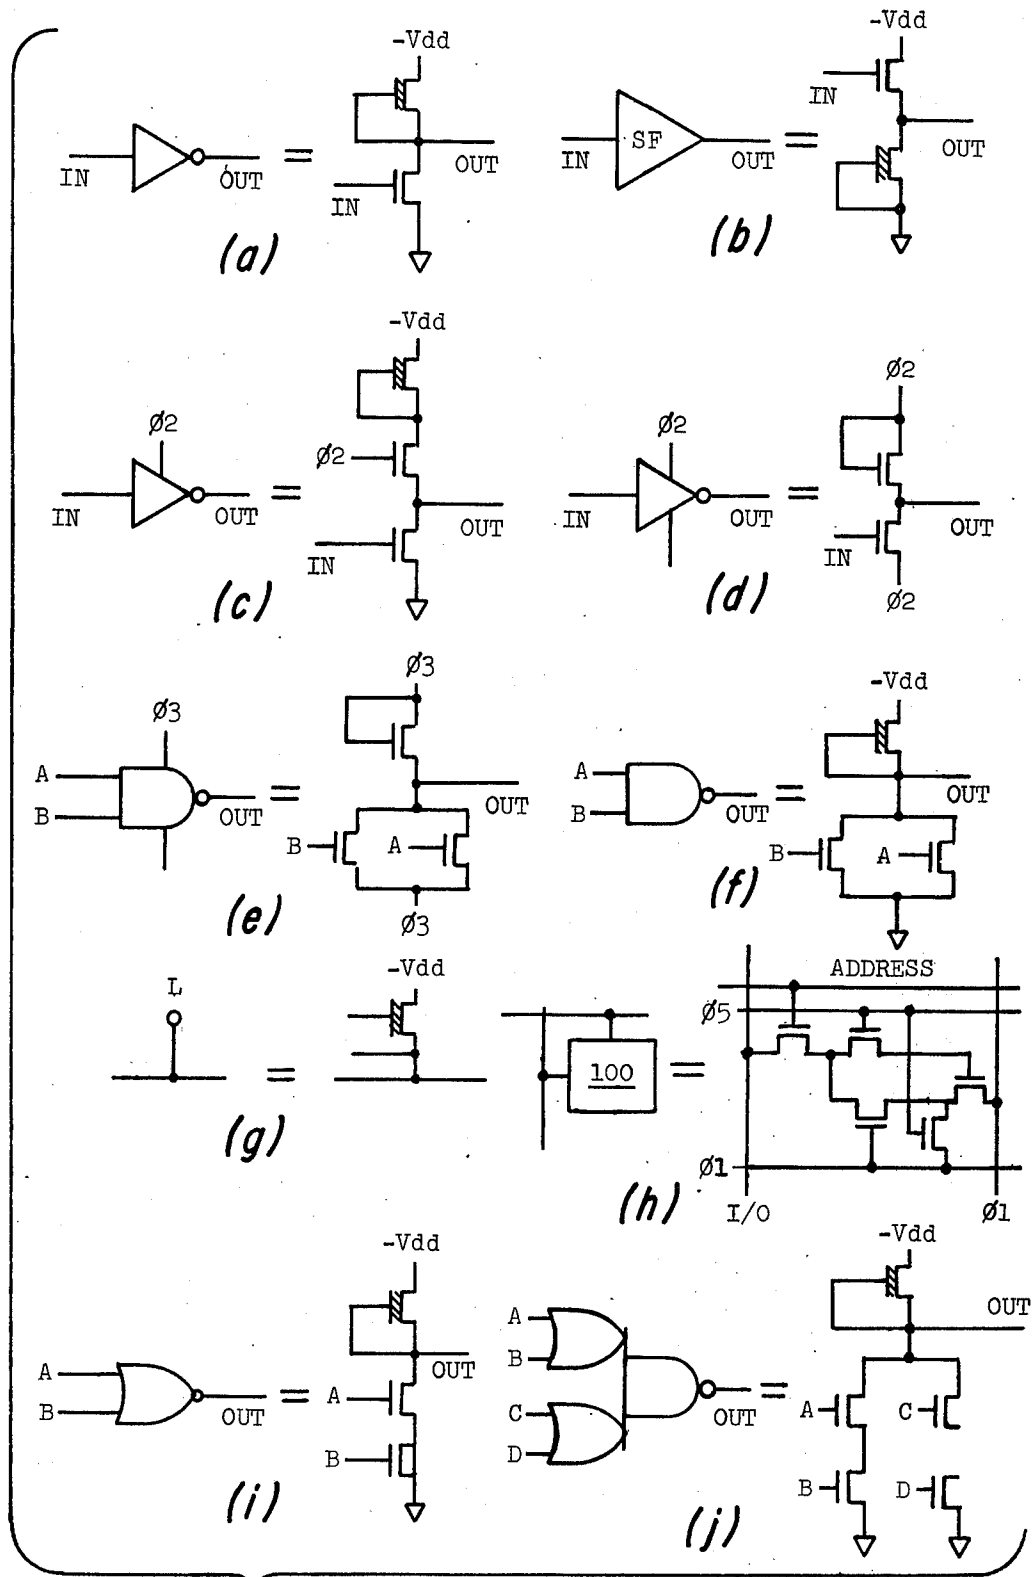 -Vdd
IN
OUT
=
IN
OUT
(a)
-Vdd
IN
SF
OUT
=
IN
OUT
(b)
-Vdd
Ø2
IN
OUT
=
Ø2
OUT
IN
(c)
Ø2
Ø2
IN
OUT
=
OUT
IN
Ø2
(d)
Ø3
Ø3
A
B
OUT
=
OUT
B
A
Ø3
(e)
-Vdd
A
B
OUT
=
OUT
B
A
(f)
L
=
-Vdd
(g)
100
=
ADDRESS
Ø5
Ø1
I/O
Ø1
(h)
-Vdd
A
B
OUT
=
OUT
A
B
(i)
-Vdd
A
B
C
D
OUT
=
OUT
A
C
B
D
(j)